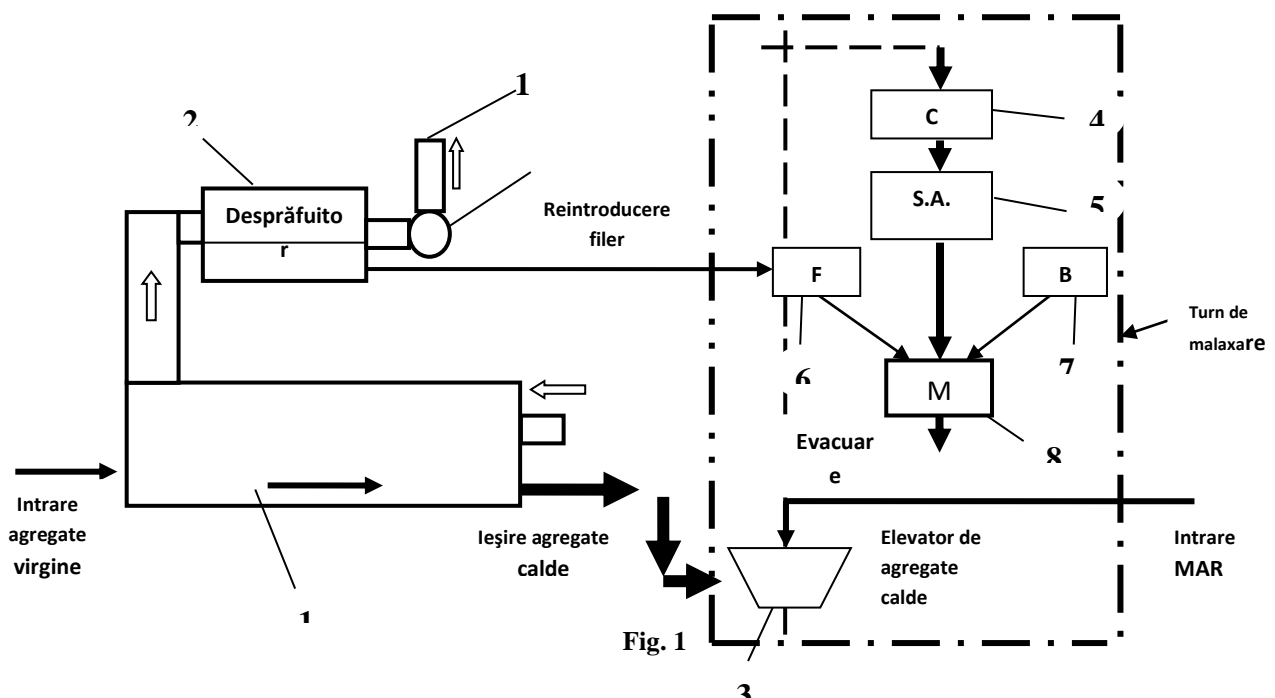 1
2
C
4
Desprăfuito
r
S.A.
5
Reintroducere
filer
F
B
Turn de
malaxare
6
7
M
Evacuar
e
8
Intrare
agregate
virgine
Ieşire agregate
calde
Elevator de
agregate
calde
Intrare
MAR
1
Fig. 1
3